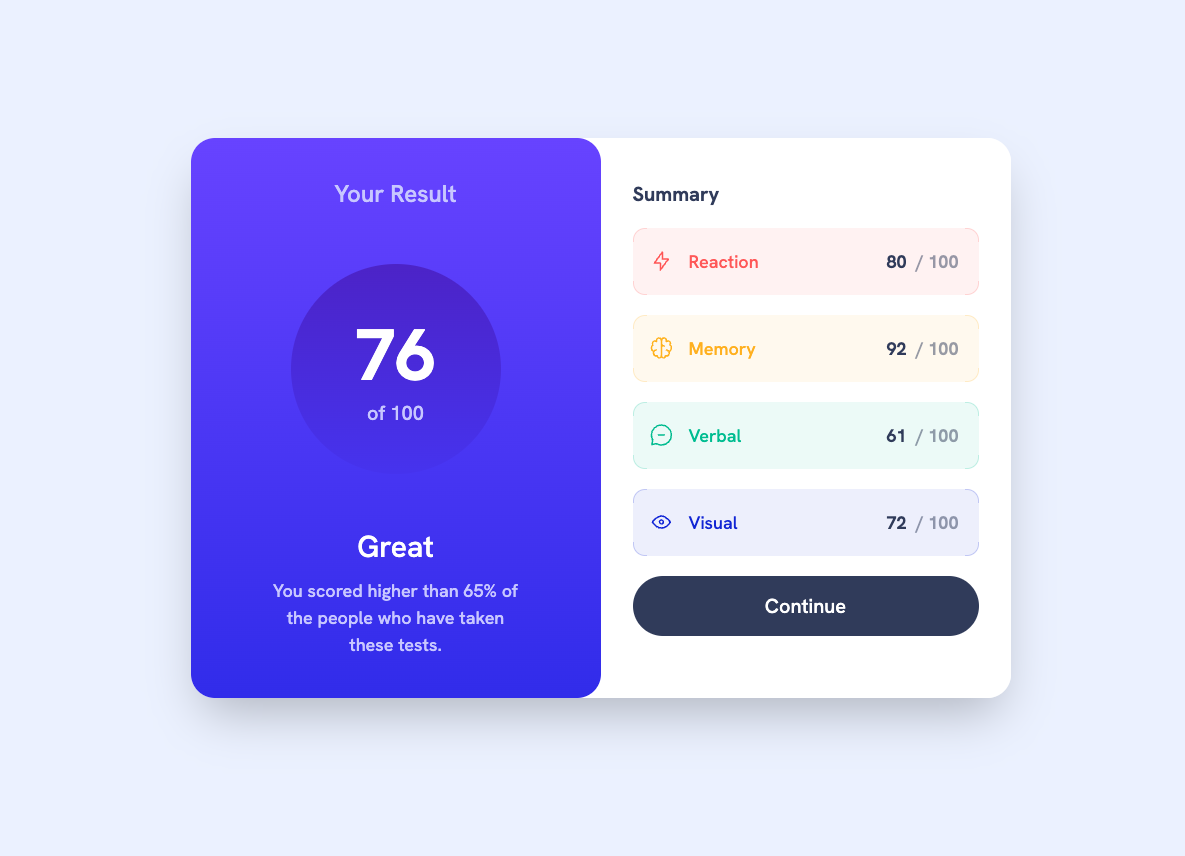 Your Result
76
of 100
Great
You scored higher than 65% of
the people who have taken
these tests.
Summary
Reaction 80 / 100
Memory 92 / 100
Verbal 61 / 100
Visual 72 / 100
Continue